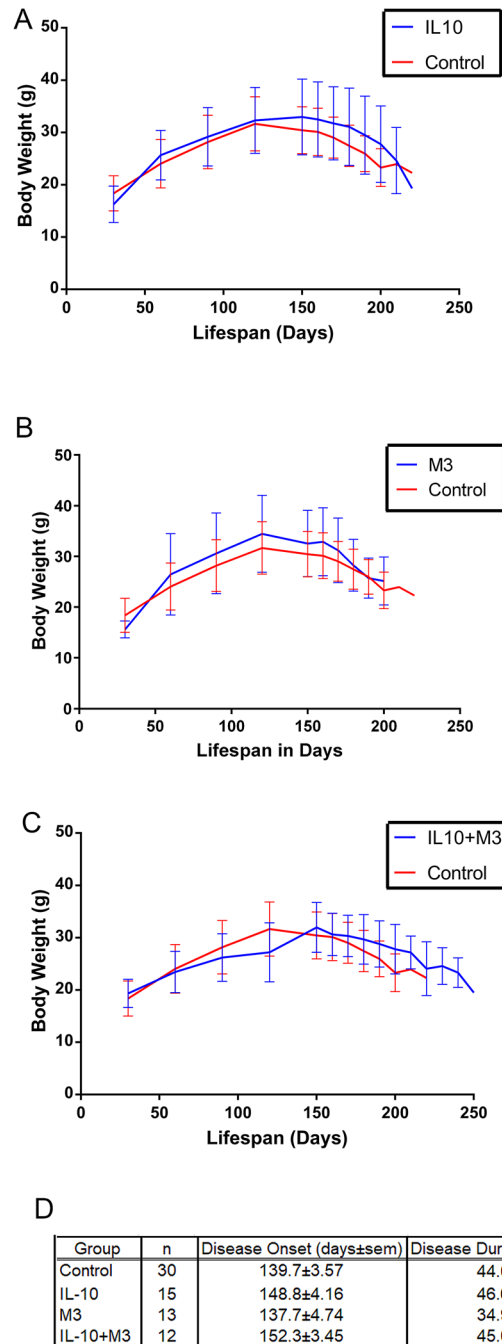 A
IL10
Control
50
40
30
20
10
0
Body Weight (g)
0 50 100 150 200 250
Lifespan (Days)
B
M3
Control
50
40
30
20
10
0
Body Weight (g)
0 50 100 150 200 250
Lifespan in Days
C
IL10+M3
Control
50
40
30
20
10
0
Body Weight (g)
0 50 100 150 200 250
Lifespan (Days)
D
Group n Disease Onset (days±sem) Disease
Control 30 139.7±3.57
IL-10 15 148.8±4.16
M3 13 137.7±4.74
IL-10+M3 12 152.3±3.45